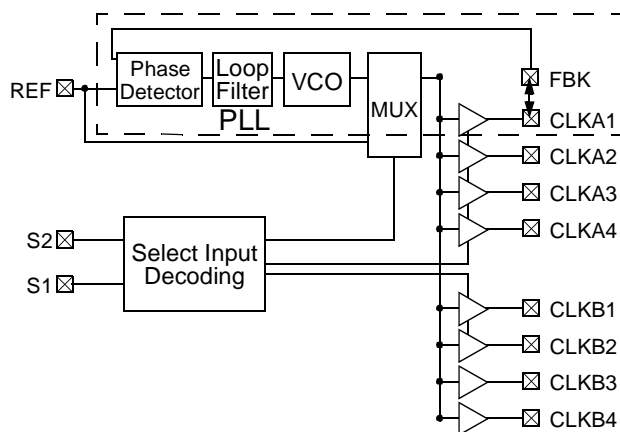 REF
Phase
Detector
Loop
Filter
VCO
MUX
PLL
FBK
CLKA1
CLKA2
CLKA3
CLKA4
S2
S1
Select Input
Decoding
CLKB1
CLKB2
CLKB3
CLKB4